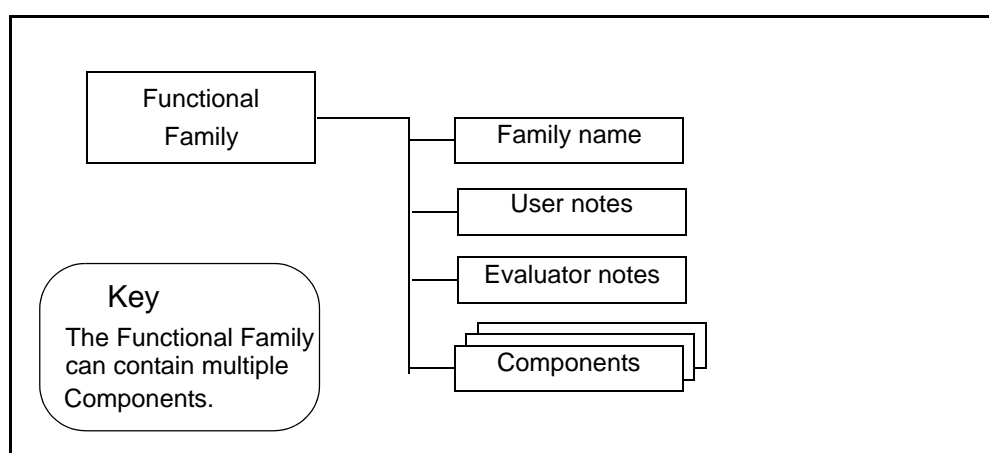 Functional
Family
Family name
User notes
Evaluator notes
Components
Key
The Functional Family
can contain multiple
Components.